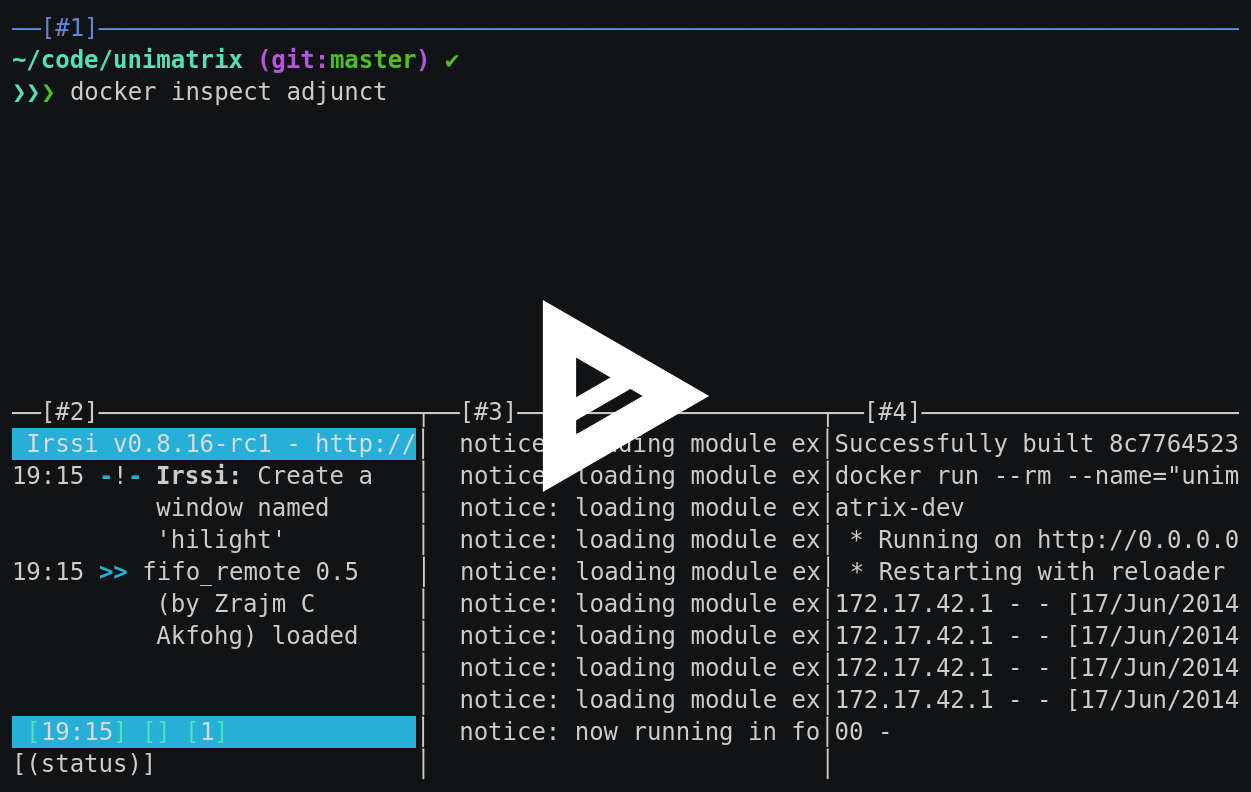 [#1]
~/code/unimatrix (git:master) ✔
❯❯❯ docker inspect adjunct
[#2]
Irssi v0.8.16-rc1 - http://
19:15 -!- Irssi: Create a
window named
'hilight'
19:15 >> fifo_remote 0.5
(by Zrajm C
Akfohg) loaded
[19:15] [] [1]
[(status)]
[#3]
notice: loading module ex
notice: loading module ex
notice: loading module ex
notice: loading module ex
notice: loading module ex
notice: loading module ex
notice: loading module ex
notice: loading module ex
notice: loading module ex
notice: now running in fo
[#4]
Successfully built 8c7764523
docker run --rm --name="unim
atrix-dev
* Running on http://0.0.0.0
* Restarting with reloader
172.17.42.1 - - [17/Jun/2014
172.17.42.1 - - [17/Jun/2014
172.17.42.1 - - [17/Jun/2014
172.17.42.1 - - [17/Jun/2014
00 -